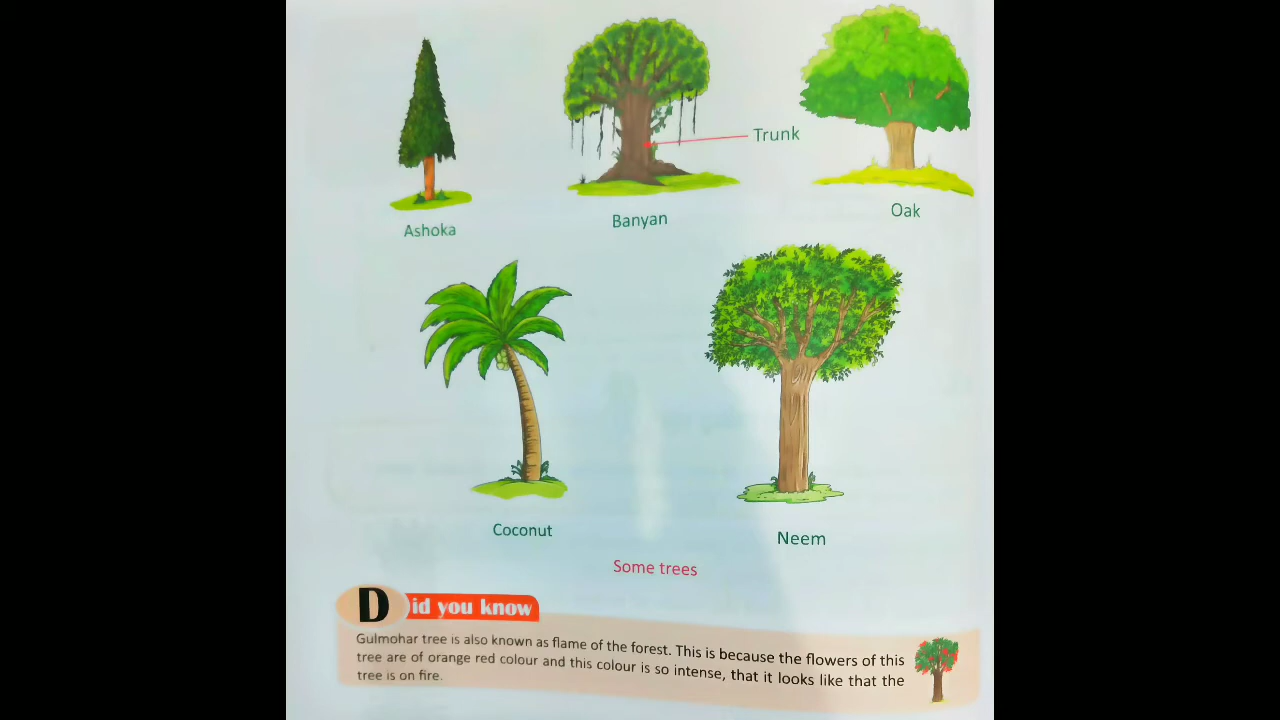 Trunk
Ashoka
Banyan
Oak
Coconut
Neem
Some trees
Did you know
Gulmohar tree is also known as flame of the forest. This is because the flowers of this
tree are of orange red colour and this colour is so intense, that it looks like that the
tree is on fire.